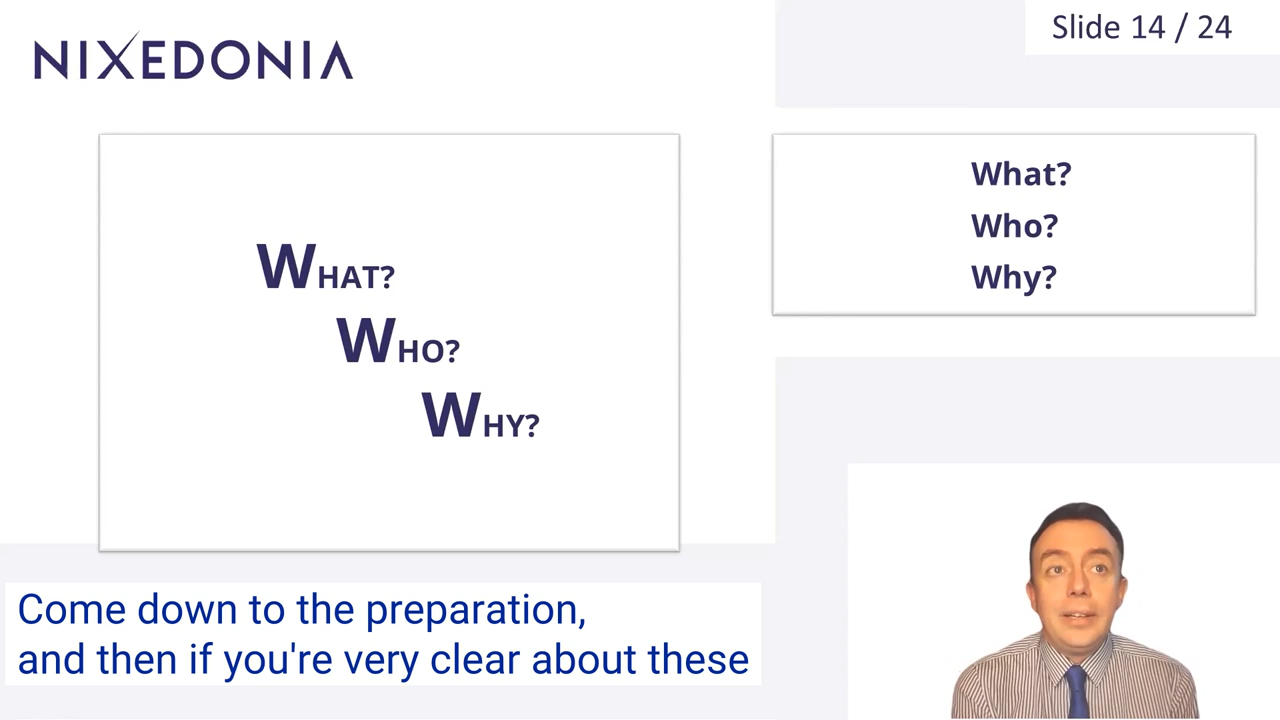 NIXEDONIA
Slide 14 / 24
WHAT?
WHO?
WHY?
What?
Who?
Why?
Come down to the preparation,
and then if you're very clear about these